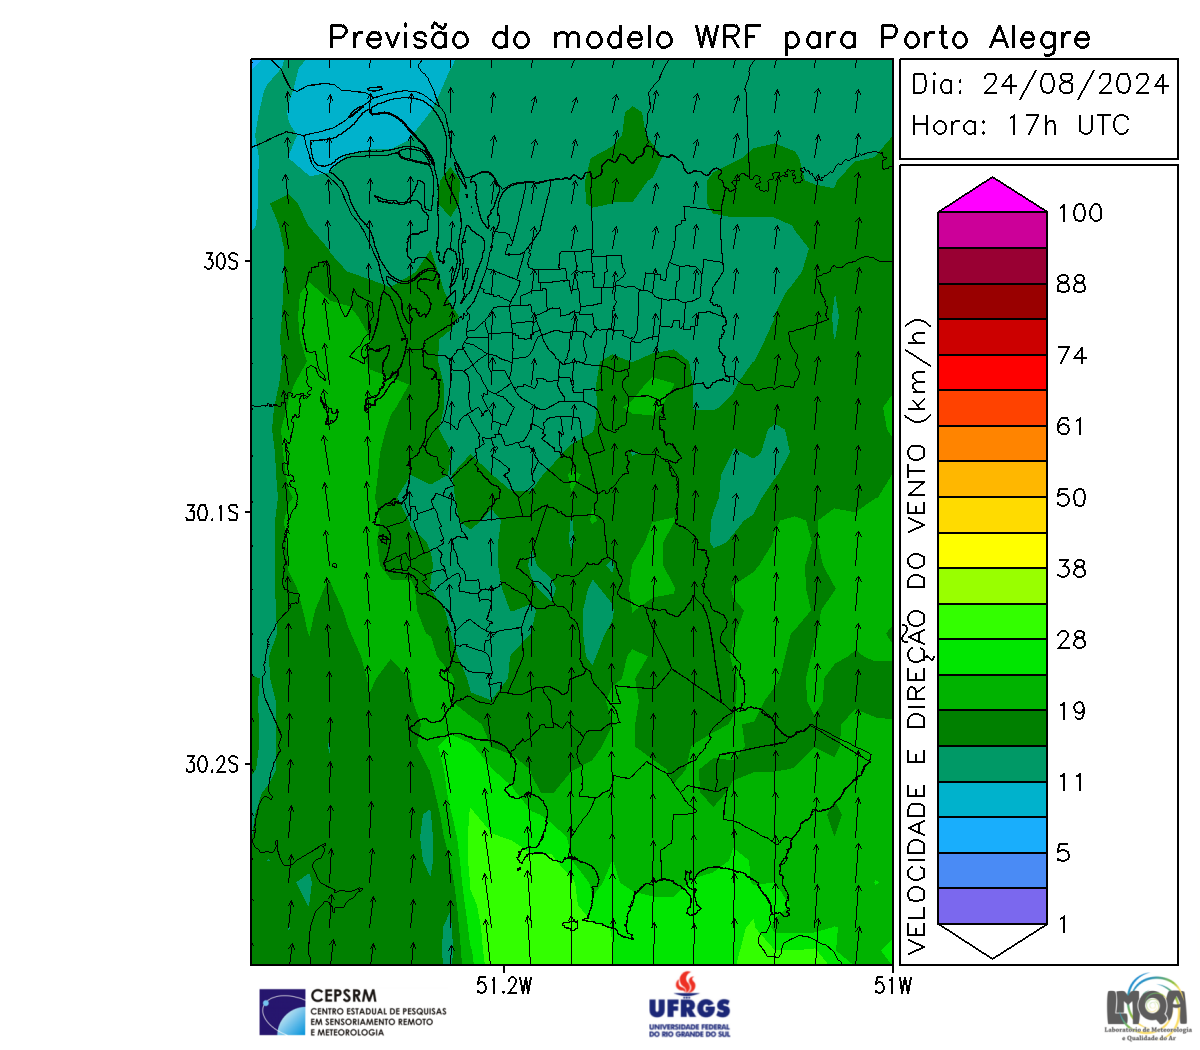 Previsão do modelo WRF para Porto Alegre
Dia: 24/08/2024
Hora: 17h UTC
VELOCIDADE E DIREÇÃO DO VENTO (km/h)
100
88
74
61
50
38
28
19
11
5
1
30S
30.1S
30.2S
51.2W
51W
CEPSRM
CENTRO ESTADUAL DE PESQUISAS
EM SENSORIAMENTO REMOTO
E METEOROLOGIA
UFRGS
UNIVERSIDADE FEDERAL
DO RIO GRANDE DO SUL
LMQA
Laboratório de Meteorologia
e Qualidade do Ar